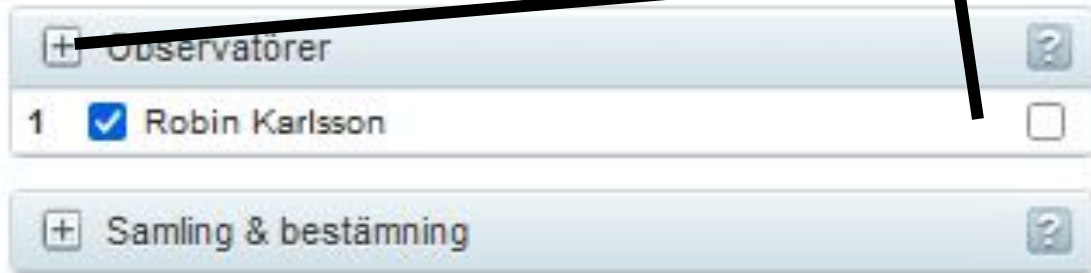 Observatörer ?
1 Robin Karlsson
Samling & bestämning ?